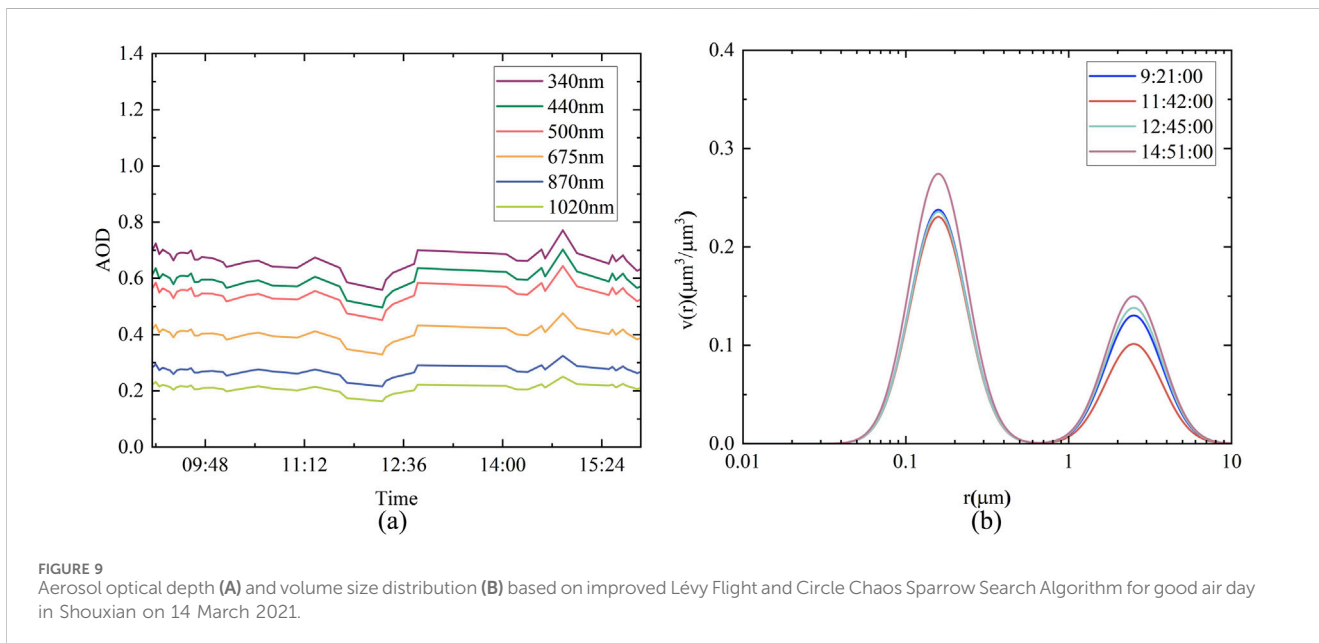 1.4
1.2
1.0
0.8
0.6
0.4
0.2
0.0
AOD
340nm
440nm
500nm
675nm
870nm
1020nm
09:48 11:12 12:36 14:00 15:24
Time
(a)
0.4
0.3
0.2
0.1
0.0
v(r)(μm³/μm³)
9:21:00
11:42:00
12:45:00
14:51:00
0.01 0.1 1 10
r(μm)
(b)
FIGURE 9
Aerosol optical depth (A) and volume size distribution (B) based on improved Lévy Flight and Circle Chaos Sparrow Search Algorithm for good air day
in Shouxian on 14 March 2021.